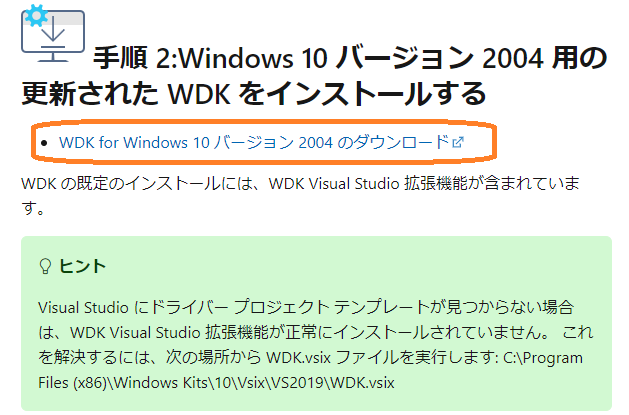 手順 2:Windows 10 バージョン 2004 用の
更新された WDK をインストールする
• WDK for Windows 10 バージョン 2004 のダウンロード
WDK の既定のインストールには、WDK Visual Studio 拡張機能が含まれていま
す。
ヒント
Visual Studio にドライバー プロジェクト テンプレートが見つからない場合
は、WDK Visual Studio 拡張機能が正常にインストールされていません。 これ
を解決するには、次の場所から WDK.vsix ファイルを実行します: C:\Program
Files (x86)\Windows Kits\10\Vsix\VS2019\WDK.vsix